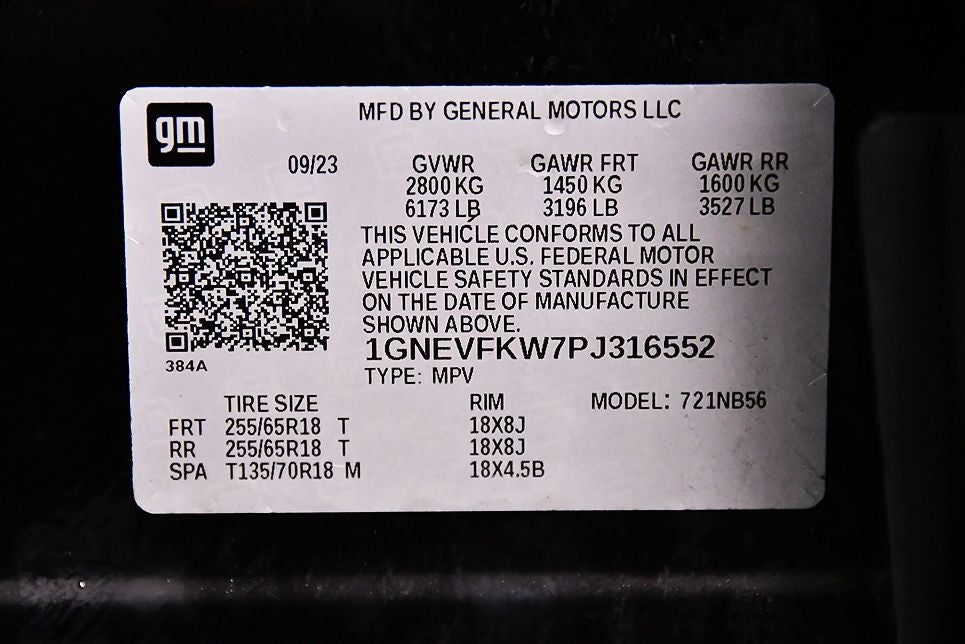 gm
MFD BY GENERAL MOTORS LLC
09/23 GVWR GAWR FRT GAWR RR
2800 KG 1450 KG 1600 KG
6173 LB 3196 LB 3527 LB
THIS VEHICLE CONFORMS TO ALL
APPLICABLE U.S. FEDERAL MOTOR
VEHICLE SAFETY STANDARDS IN EFFECT
ON THE DATE OF MANUFACTURE
SHOWN ABOVE.
1GNEVFKW7PJ316552
384A
TYPE: MPV
TIRE SIZE RIM MODEL: 721NB56
FRT 255/65R18 T 18X8J
RR 255/65R18 T 18X8J
SPA T135/70R18 M 18X4.5B